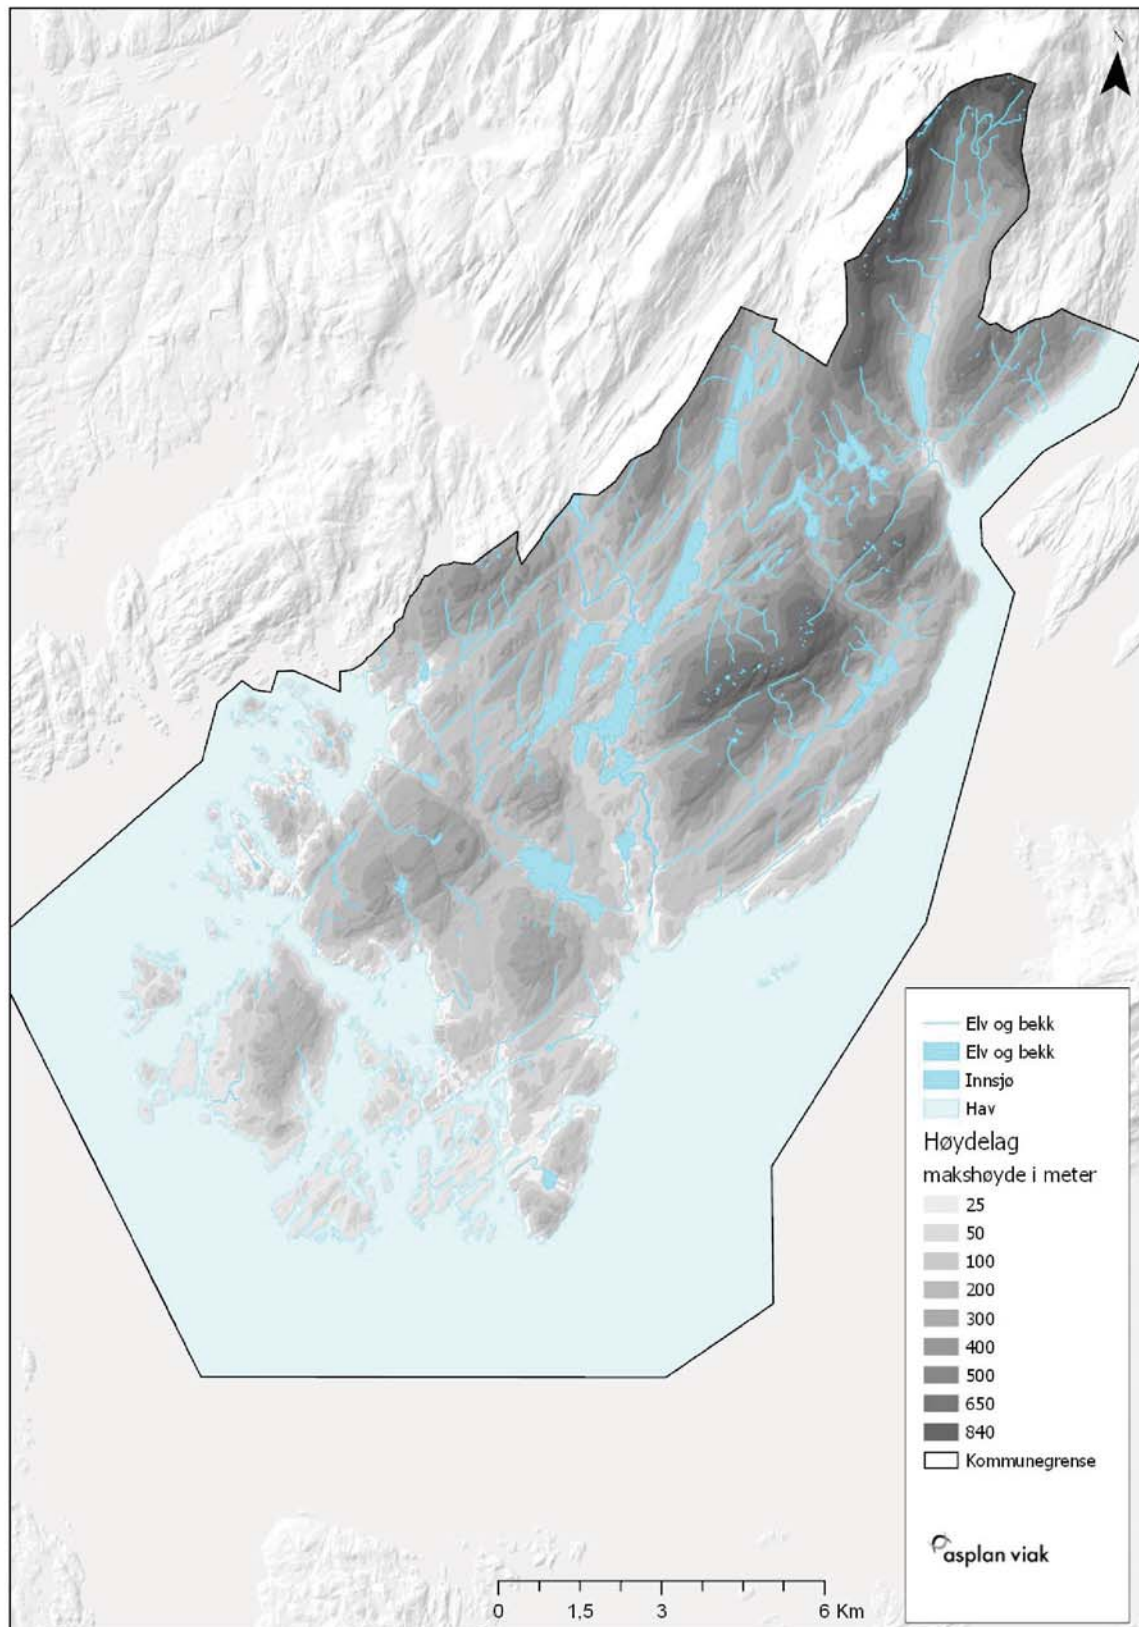 N
Elv og bekk
Elv og bekk
Innsjø
Hav
Høydelag
makshøyde i meter
25
50
100
200
300
400
500
650
840
Kommunegrense
asplan viak
0 1,5 3 6 Km